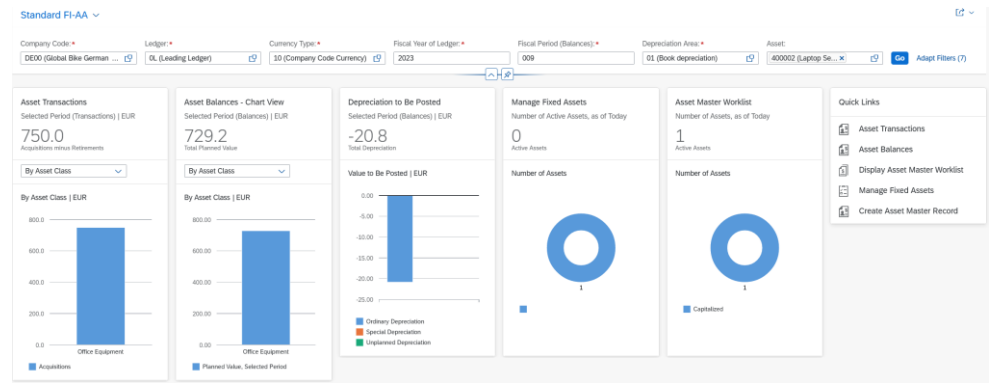 Standard FI-AA
Company Code:*
Ledger:*
Currency Type:*
Fiscal Year of Ledger:*
Fiscal Period (Balances):*
Depreciation Area:*
Asset:
DE00 (Global Bike German ...
0L (Leading Ledger)
10 (Company Code Currency)
2023
009
01 (Book depreciation)
400002 (Laptop Se... ×
Go
Adapt Filters (7)
Asset Transactions
Selected Period (Transactions) | EUR
750.0
Acquisitions minus Retirements
By Asset Class
By Asset Class | EUR
800.0
600.0
400.0
200.0
0.0
Office Equipment
Acquisitions
Asset Balances - Chart View
Selected Period (Balances) | EUR
729.2
Total Planned Value
By Asset Class
By Asset Class | EUR
800.00
600.00
400.00
200.00
0.00
Office Equipment
Planned Value, Selected Period
Depreciation to Be Posted
Selected Period (Balances) | EUR
-20.8
Total Depreciation
Value to Be Posted | EUR
0.00
-5.00
-10.00
-15.00
-20.00
-25.00
Ordinary Depreciation
Special Depreciation
Unplanned Depreciation
Manage Fixed Assets
Number of Active Assets, as of Today
0
Active Assets
Number of Assets
1
Asset Master Worklist
Number of Assets, as of Today
1
Active Assets
Number of Assets
1
Capitalized
Quick Links
Asset Transactions
Asset Balances
Display Asset Master Worklist
Manage Fixed Assets
Create Asset Master Record